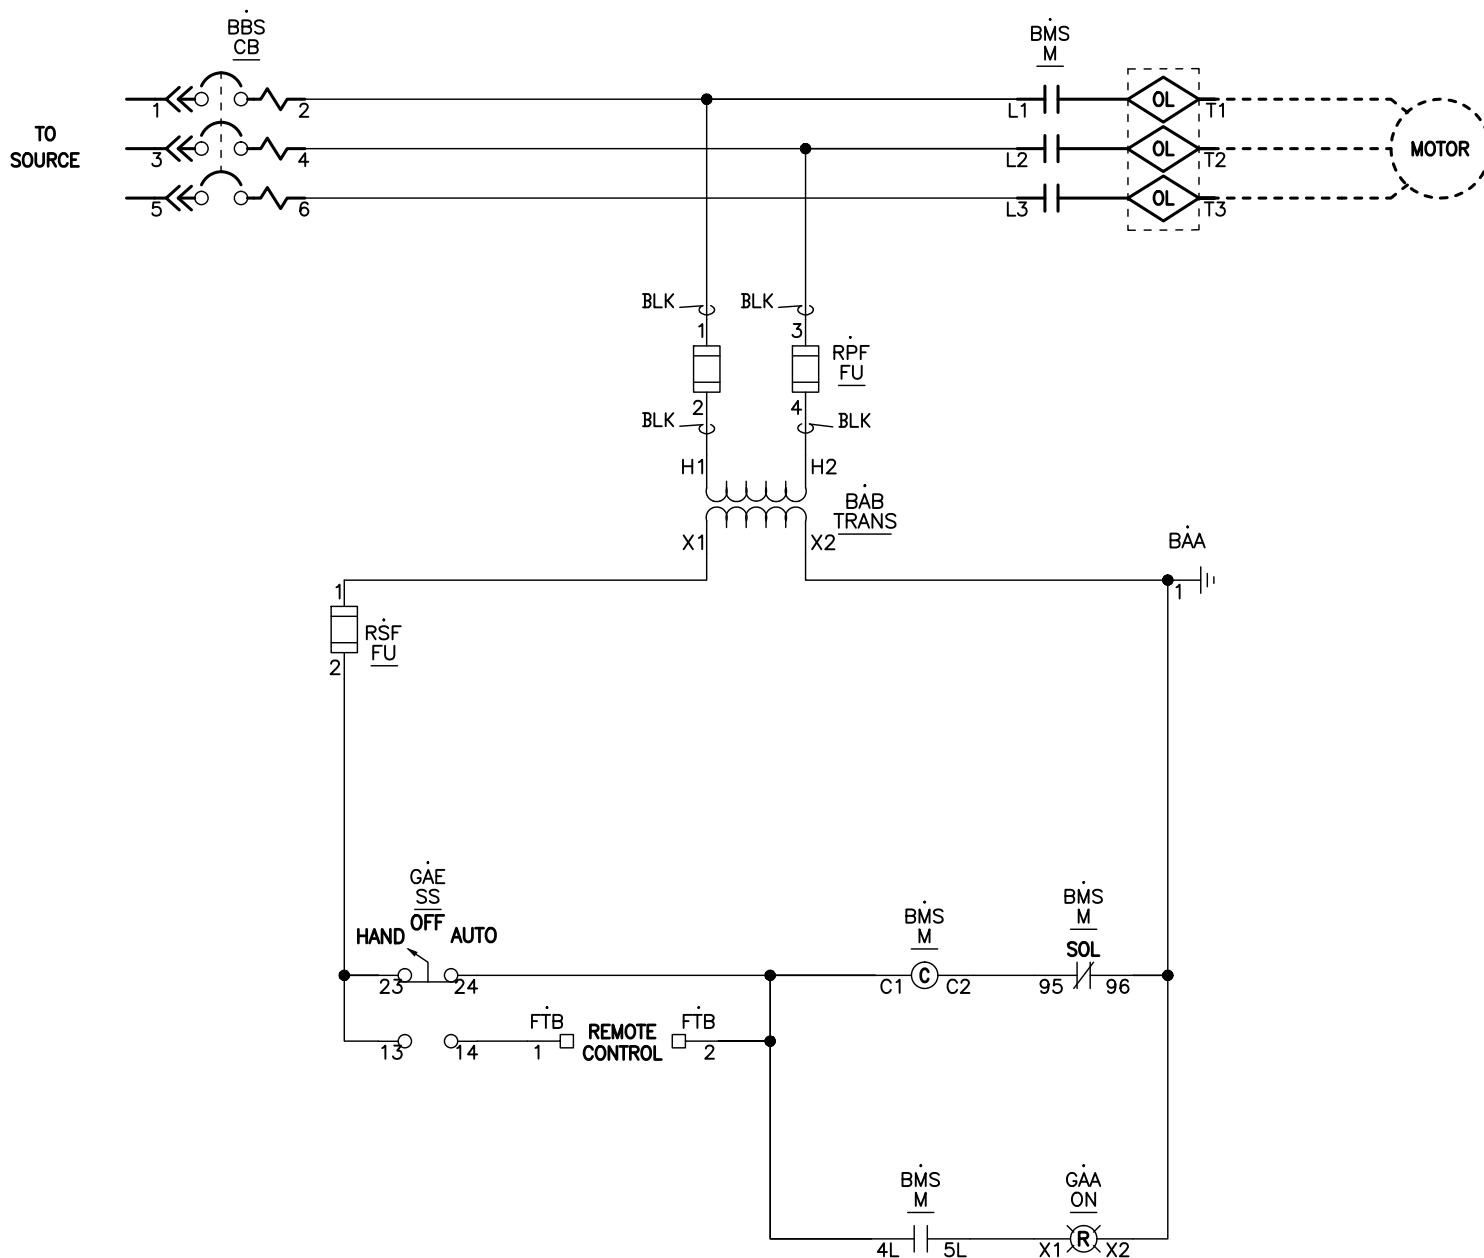 BBS
CB
BMS
M
1
2
L1
OL
T1
TO
SOURCE
3
4
L2
OL
T2
MOTOR
5
6
L3
OL
T3
BLK
BLK
1
3
RPF
FU
2
4
BLK
BLK
H1
H2
BAB
TRANS
X1
X2
BAA
1
1
RSF
FU
2
GAE
SS
OFF
HAND
AUTO
BMS
M
BMS
M
SOL
23
24
C1
C
C2
95
96
FTB
FTB
REMOTE
CONTROL
13
14
1
2
BMS
M
GAA
ON
4L
5L
X1
R
X2